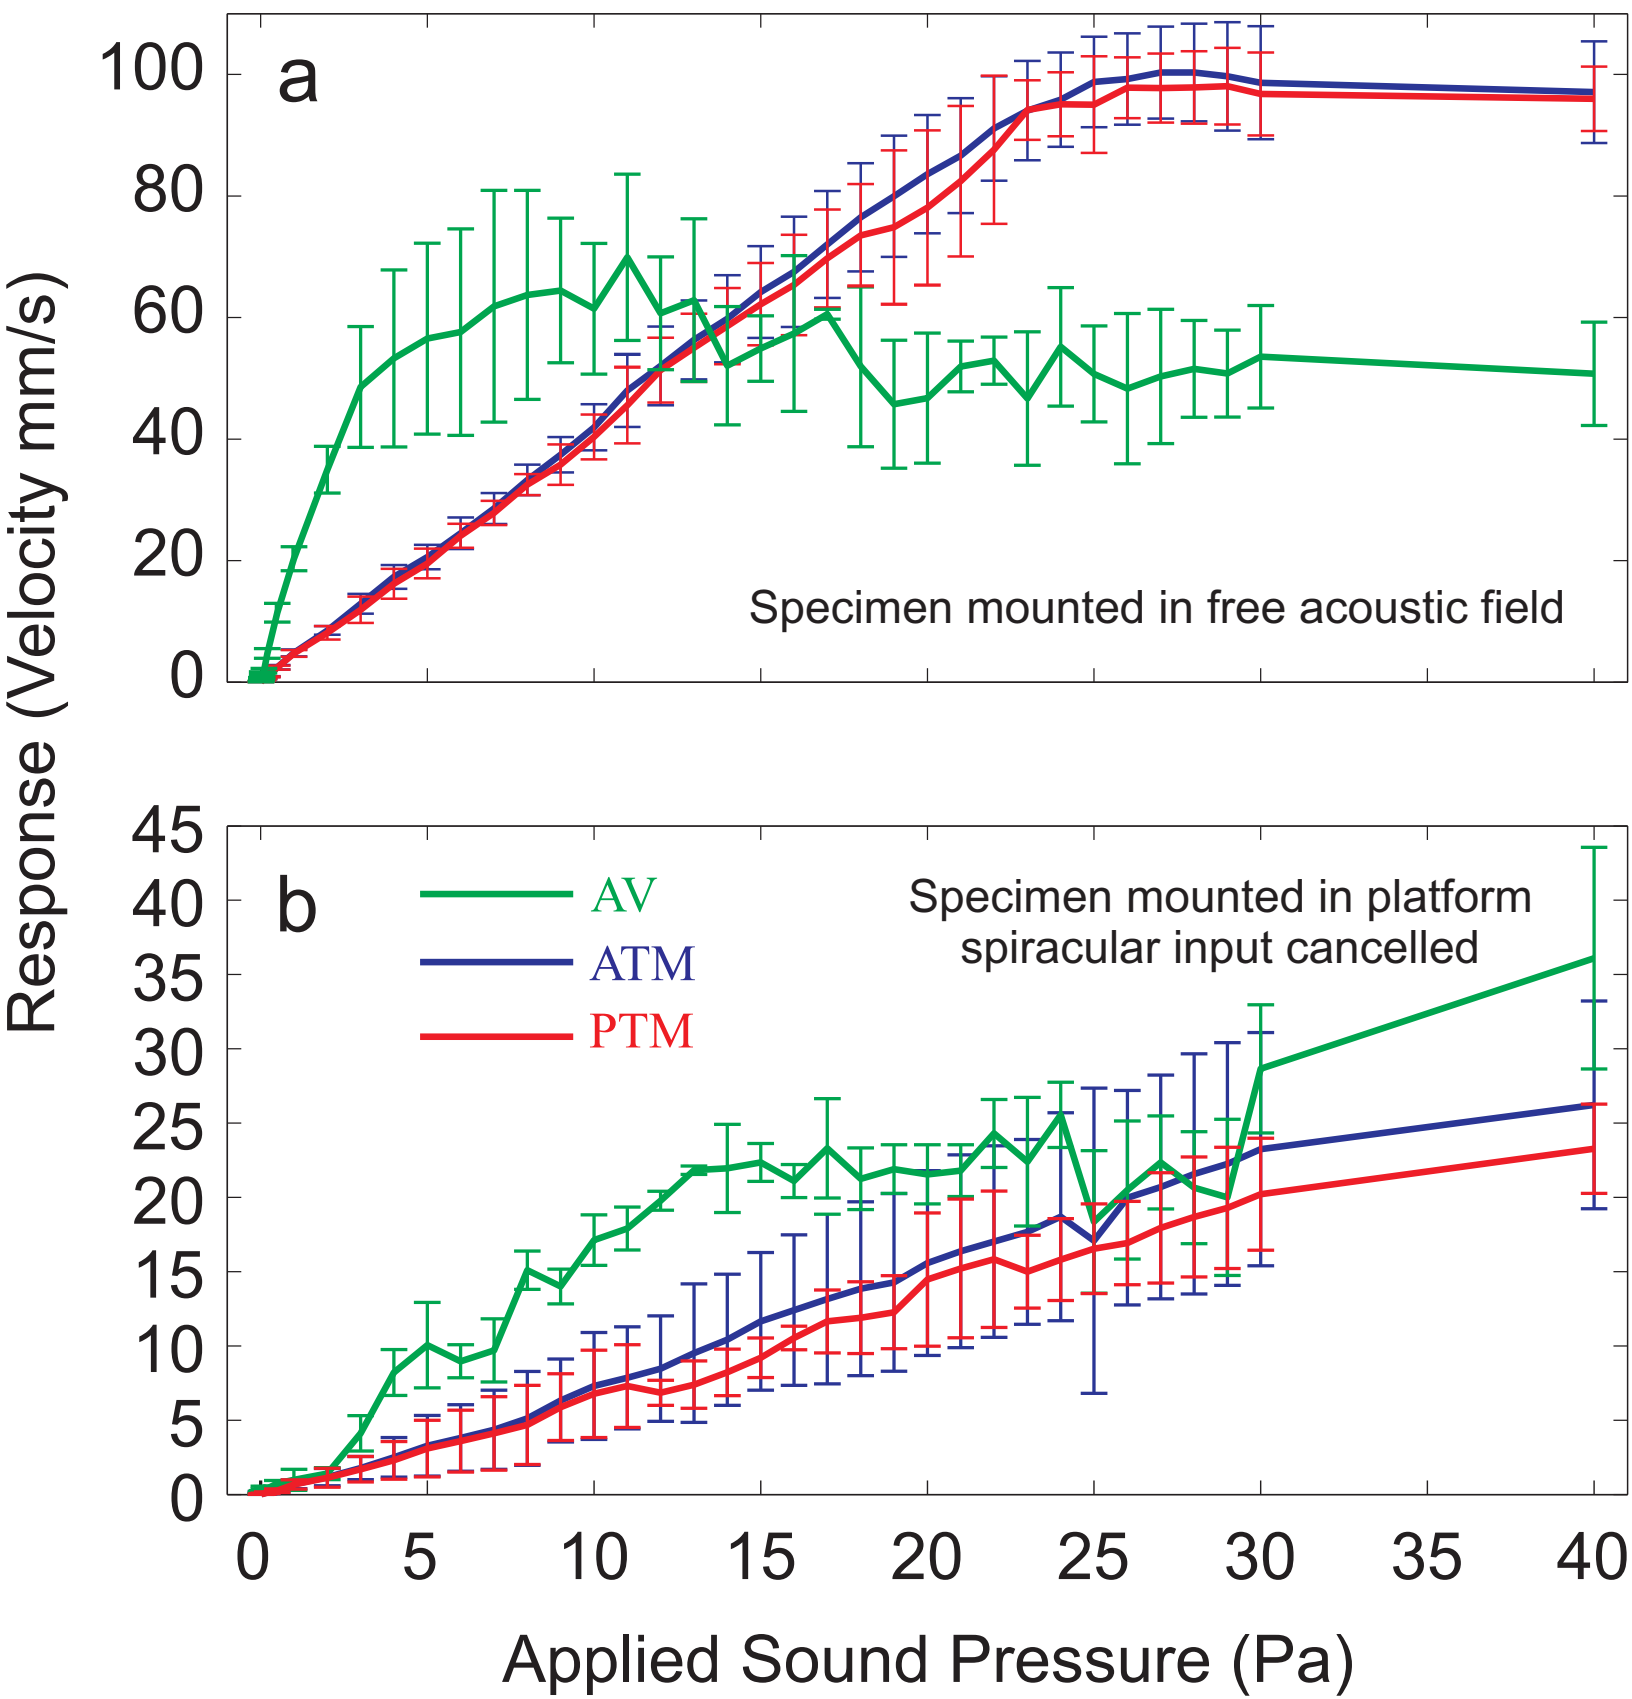 Response (Velocity mm/s)
a
100
80
60
40
20
0
Specimen mounted in free acoustic field
b
45
40
35
30
25
20
15
10
5
0
AV
ATM
PTM
Specimen mounted in platform
spiracular input cancelled
0 5 10 15 20 25 30 35 40
Applied Sound Pressure (Pa)